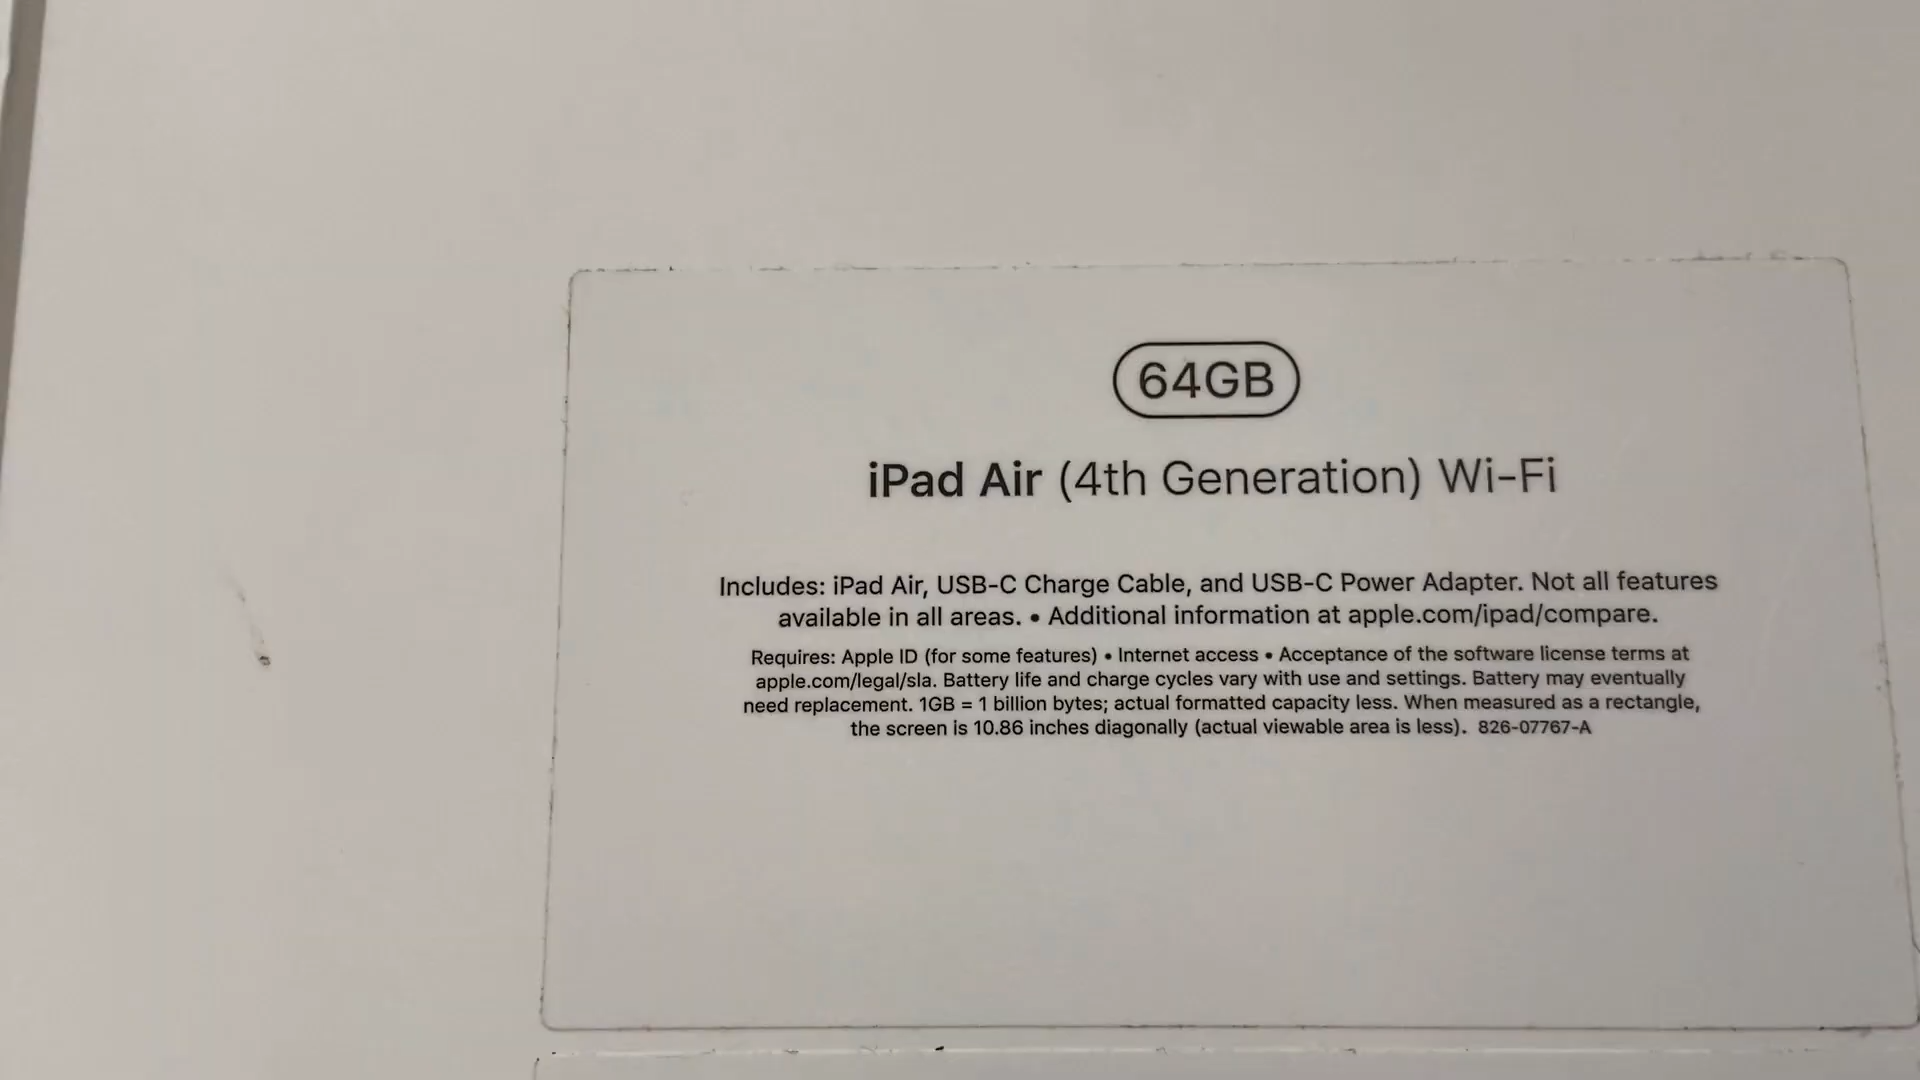 64GB
iPad Air (4th Generation) Wi-Fi
Includes: iPad Air, USB-C Charge Cable, and USB-C Power Adapter. Not all features
available in all areas. • Additional information at apple.com/ipad/compare.
Requires: Apple ID (for some features) • Internet access • Acceptance of the software license terms at
apple.com/legal/sla. Battery life and charge cycles vary with use and settings. Battery may eventually
need replacement. 1GB = 1 billion bytes; actual formatted capacity less. When measured as a rectangle,
the screen is 10.86 inches diagonally (actual viewable area is less). 826-07767-A